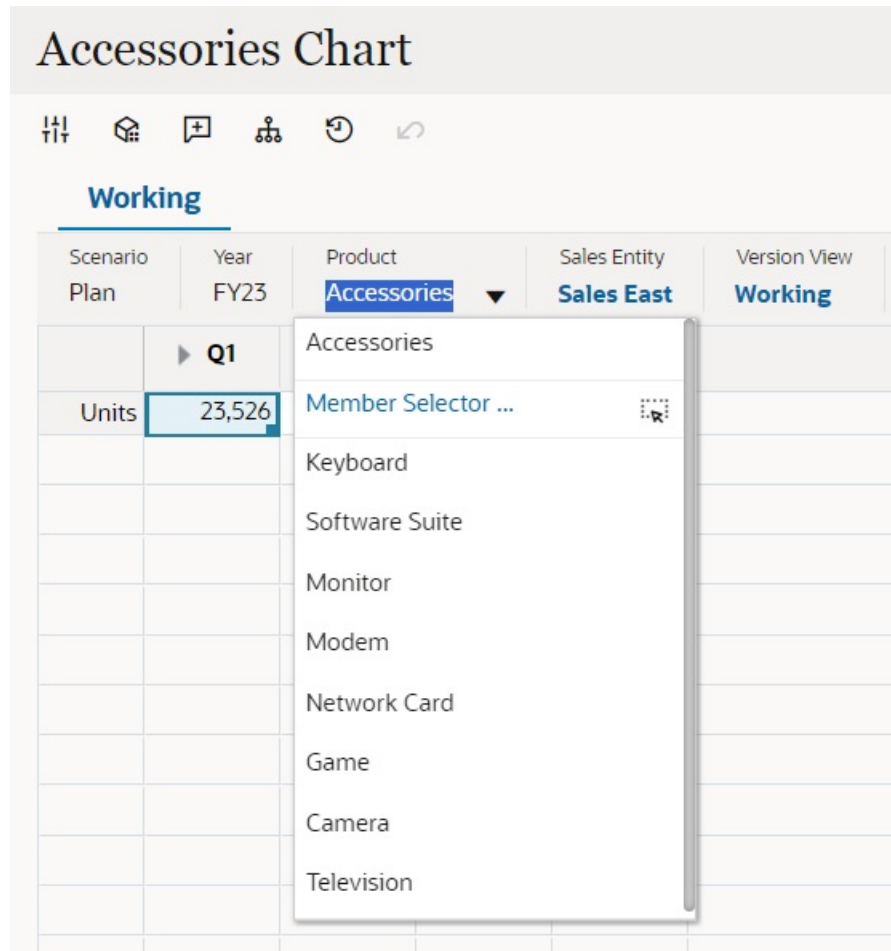 Accessories Chart
Working
Scenario Year Product Sales Entity Version View
Plan FY23 Accessories Sales East Working
Q1
Accessories
Member Selector ...
Units 23,526
Keyboard
Software Suite
Monitor
Modem
Network Card
Game
Camera
Television